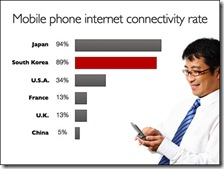 Mobile phone internet connectivity rate
Japan 94%
South Korea 89%
U.S.A. 34%
France 13%
U.K. 13%
China 5%